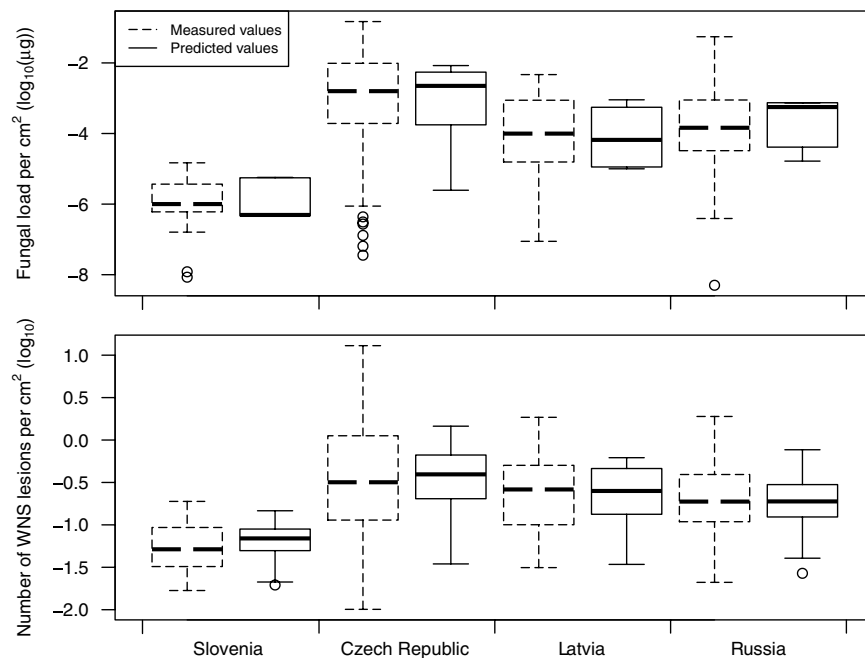 Measured values
Predicted values
Fungal load per cm² (log₁₀(μg))
−2
−4
−6
−8
Number of WNS lesions per cm² (log₁₀)
1.0
0.5
0.0
−0.5
−1.0
−1.5
−2.0
Slovenia Czech Republic Latvia Russia